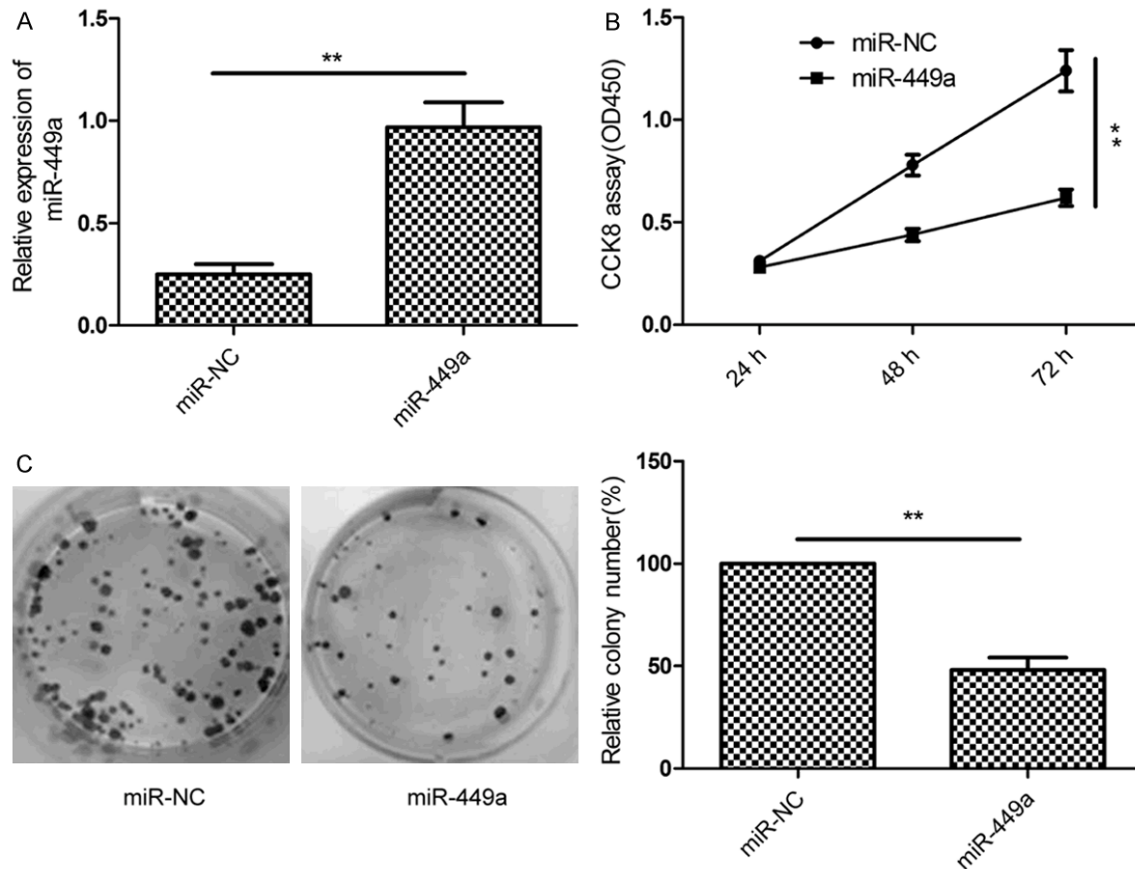 A
Relative expression of
miR-449a
1.5
1.0
0.5
0.0
**
miR-NC
miR-449a
B
CCK8 assay(OD450)
1.5
1.0
0.5
0.0
miR-NC
miR-449a
**
24 h
48 h
72 h
C
miR-NC
miR-449a
Relative colony number(%)
150
100
50
0
**
miR-NC
miR-449a